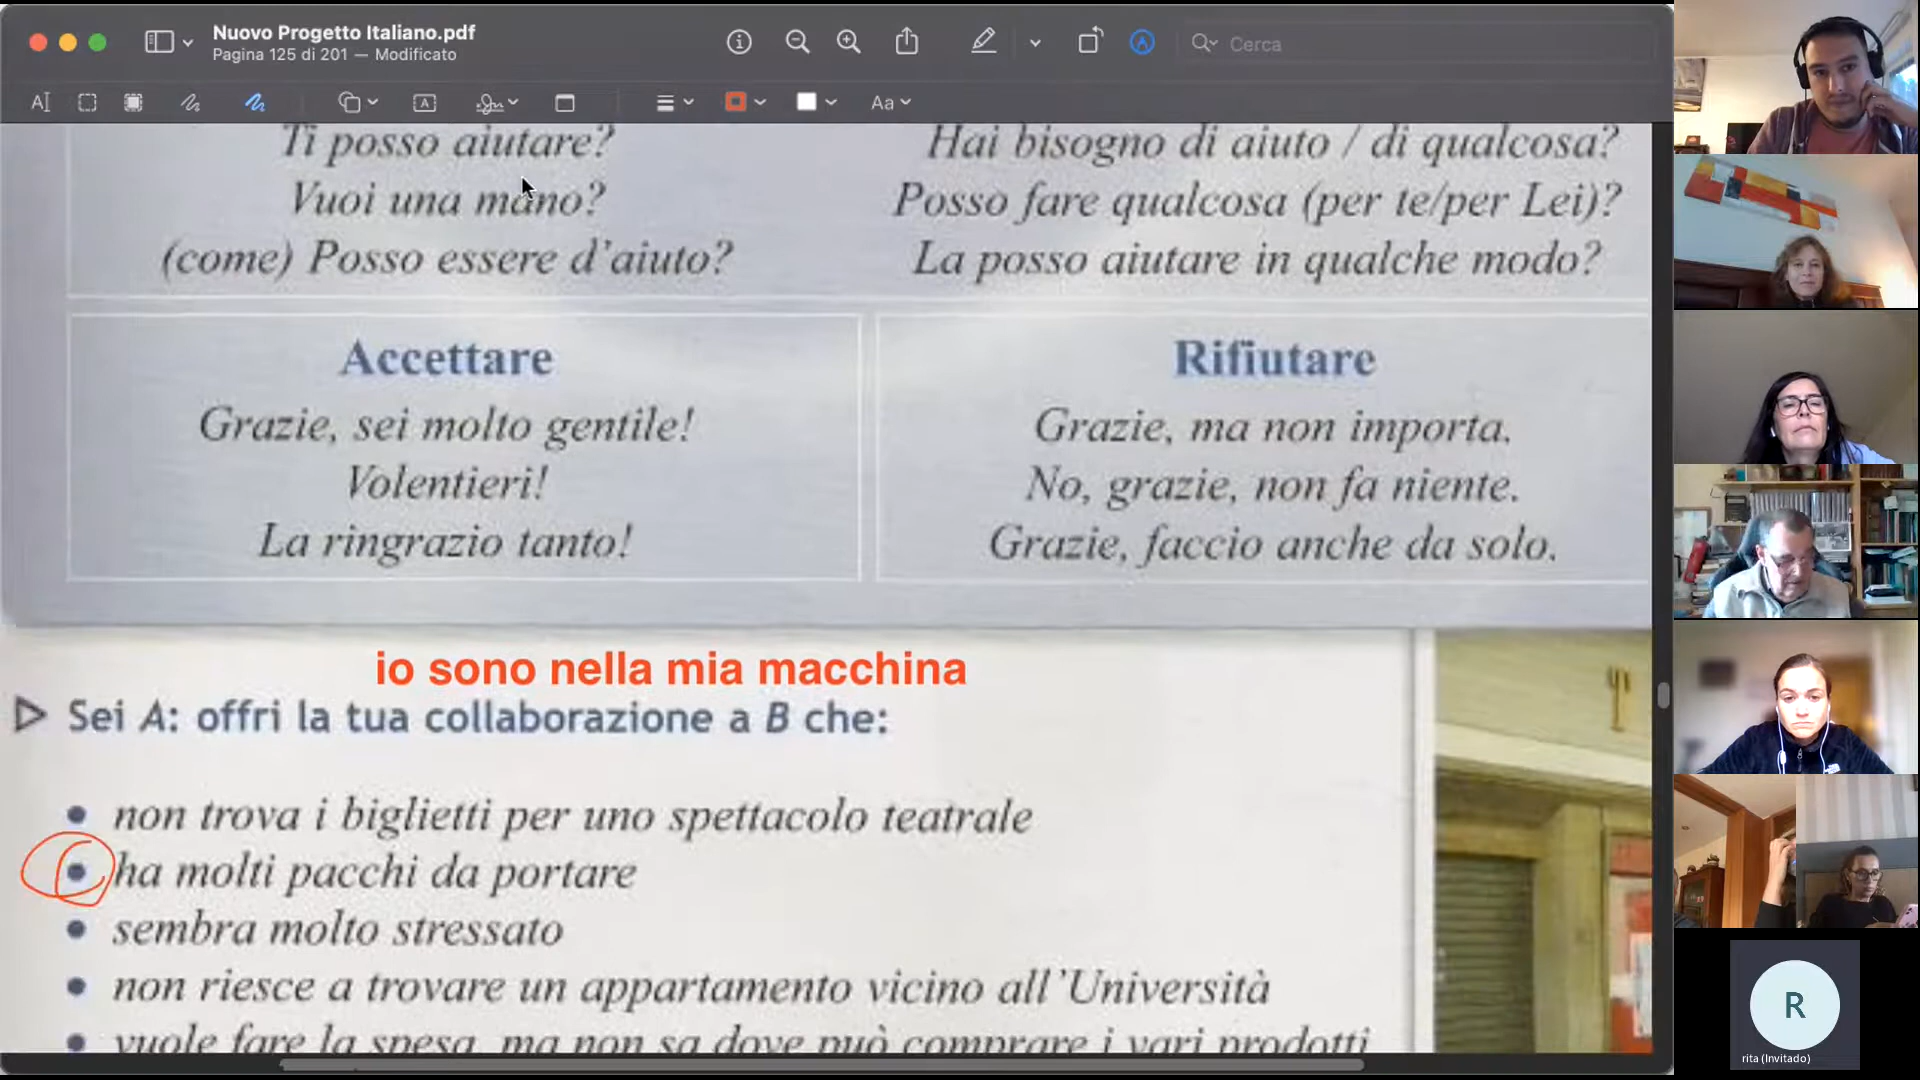 Nuovo Progetto Italiano.pdf
Pagina 125 di 201 — Modificato
Cerca
Aa
Ti posso aiutare?
Vuoi una mano?
(come) Posso essere d'aiuto?
Hai bisogno di aiuto / di qualcosa?
Posso fare qualcosa (per te/per Lei)?
La posso aiutare in qualche modo?
Accettare
Grazie, sei molto gentile!
Volentieri!
La ringrazio tanto!
Rifiutare
Grazie, ma non importa.
No, grazie, non fa niente.
Grazie, faccio anche da solo.
io sono nella mia macchina
Sei A: offri la tua collaborazione a B che:
non trova i biglietti per uno spettacolo teatrale
ha molti pacchi da portare
sembra molto stressato
non riesce a trovare un appartamento vicino all'Università
vuole fare la spesa, ma non sa dove può comprare i vari prodotti
R
rita (Invitado)